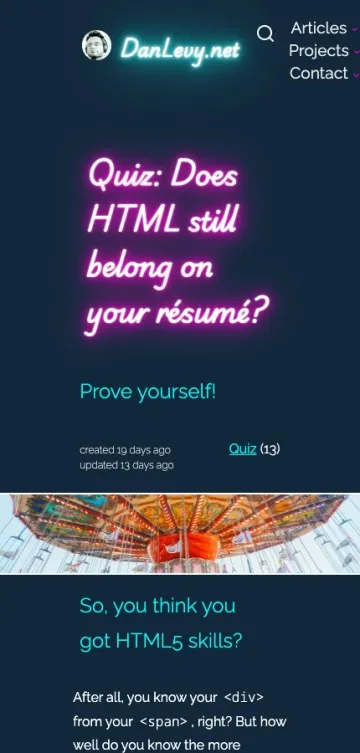 DanLevy.net
Articles
Projects
Contact
Quiz: Does
HTML still
belong on
your résumé?
Prove yourself!
created 19 days ago
updated 13 days ago
Quiz (13)
So, you think you
got HTML5 skills?
After all, you know your <div>
from your <span>, right? But how
well do you know the more